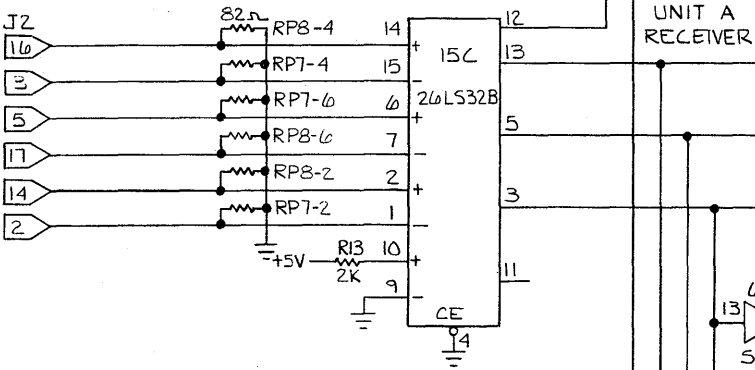 J2
82Ω
RP8-4
14
12
UNIT A
RECEIVER
16
+
15C
13
3
RP7-4
15
−
26LS32B
5
RP7-6
6
+
5
17
RP8-6
7
−
14
RP8-2
2
+
3
2
RP7-2
1
−
+5V
R13
2K
10
+
11
9
−
CE
4
13